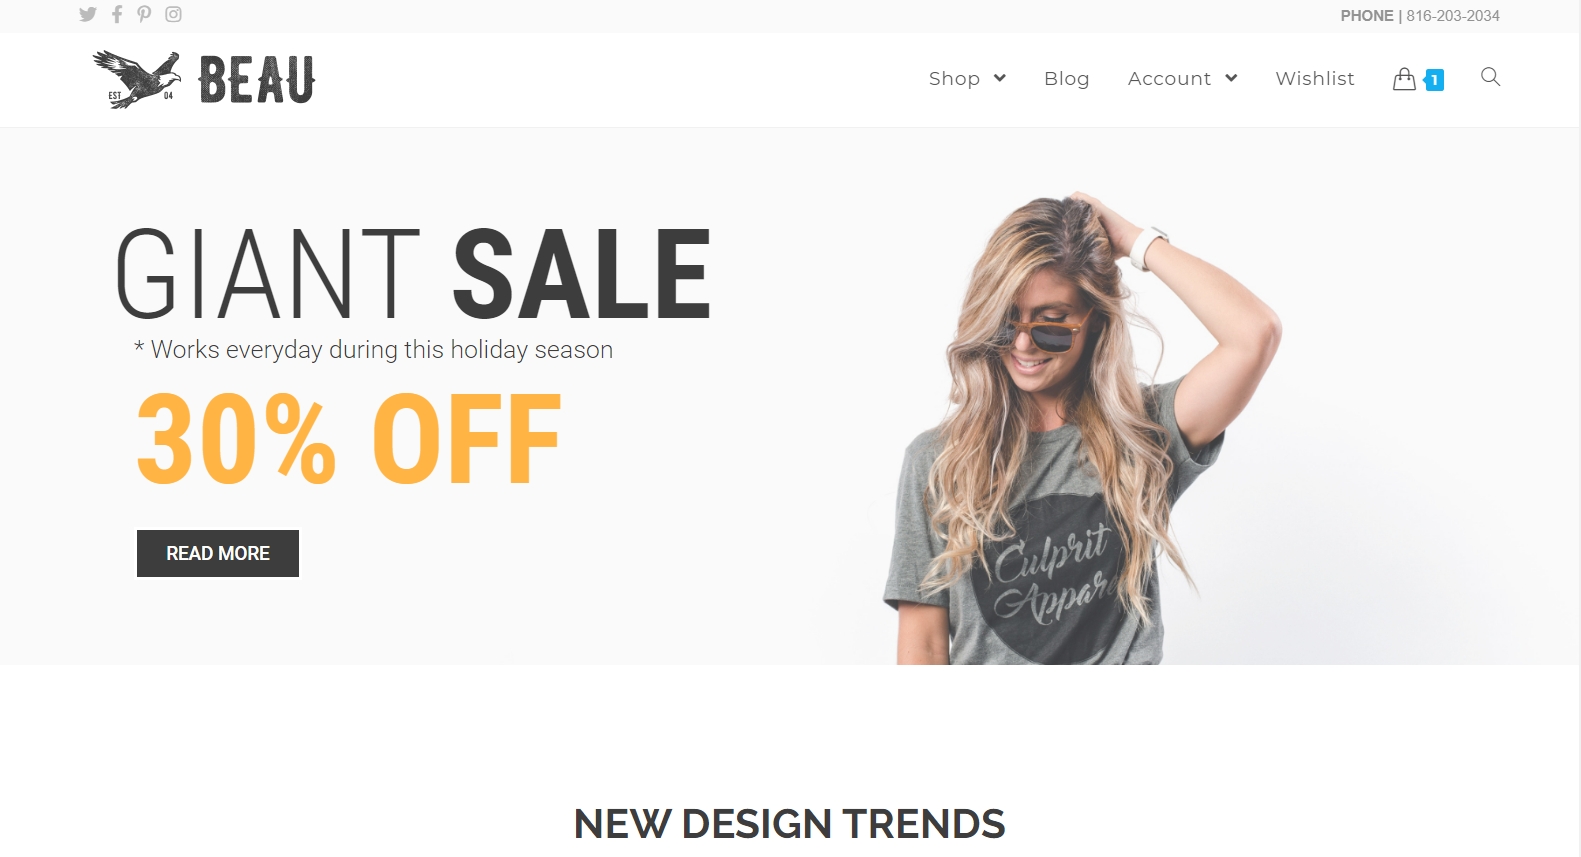 PHONE | 816-203-2034
EST 04 BEAU
Shop Blog Account Wishlist 1
GIANT SALE
* Works everyday during this holiday season
30% OFF
READ MORE
Culprit
Appare
NEW DESIGN TRENDS